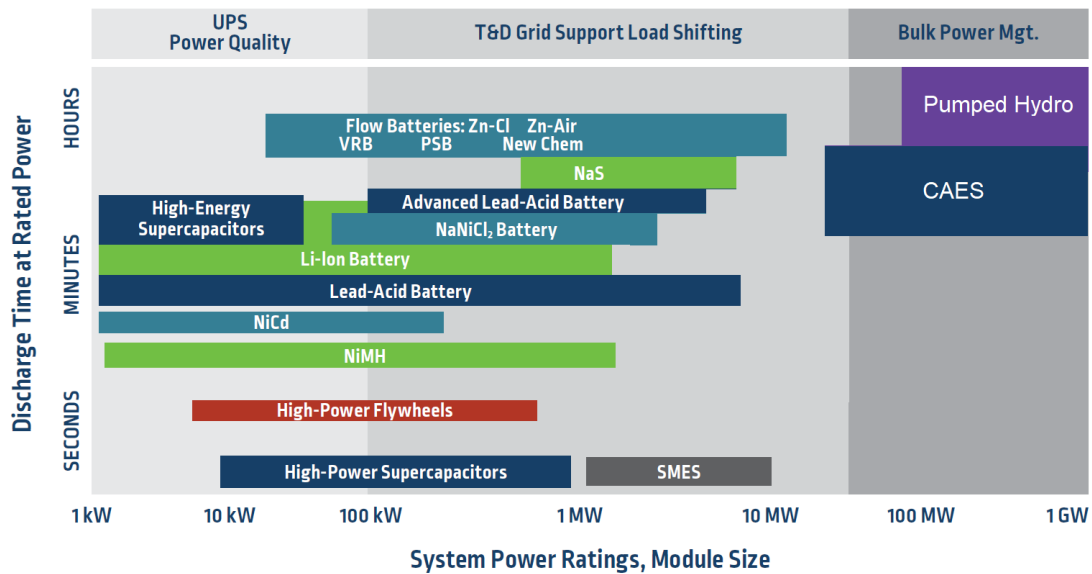 UPS
Power Quality
T&D Grid Support Load Shifting
Bulk Power Mgt.
Discharge Time at Rated Power
HOURS
MINUTES
SECONDS
Pumped Hydro
Flow Batteries: Zn-Cl Zn-Air
VRB PSB New Chem
NaS
CAES
Advanced Lead-Acid Battery
High-Energy
Supercapacitors
NaNiCl₂ Battery
Li-Ion Battery
Lead-Acid Battery
NiCd
NiMH
High-Power Flywheels
High-Power Supercapacitors
SMES
1 kW 10 kW 100 kW 1 MW 10 MW 100 MW 1 GW
System Power Ratings, Module Size